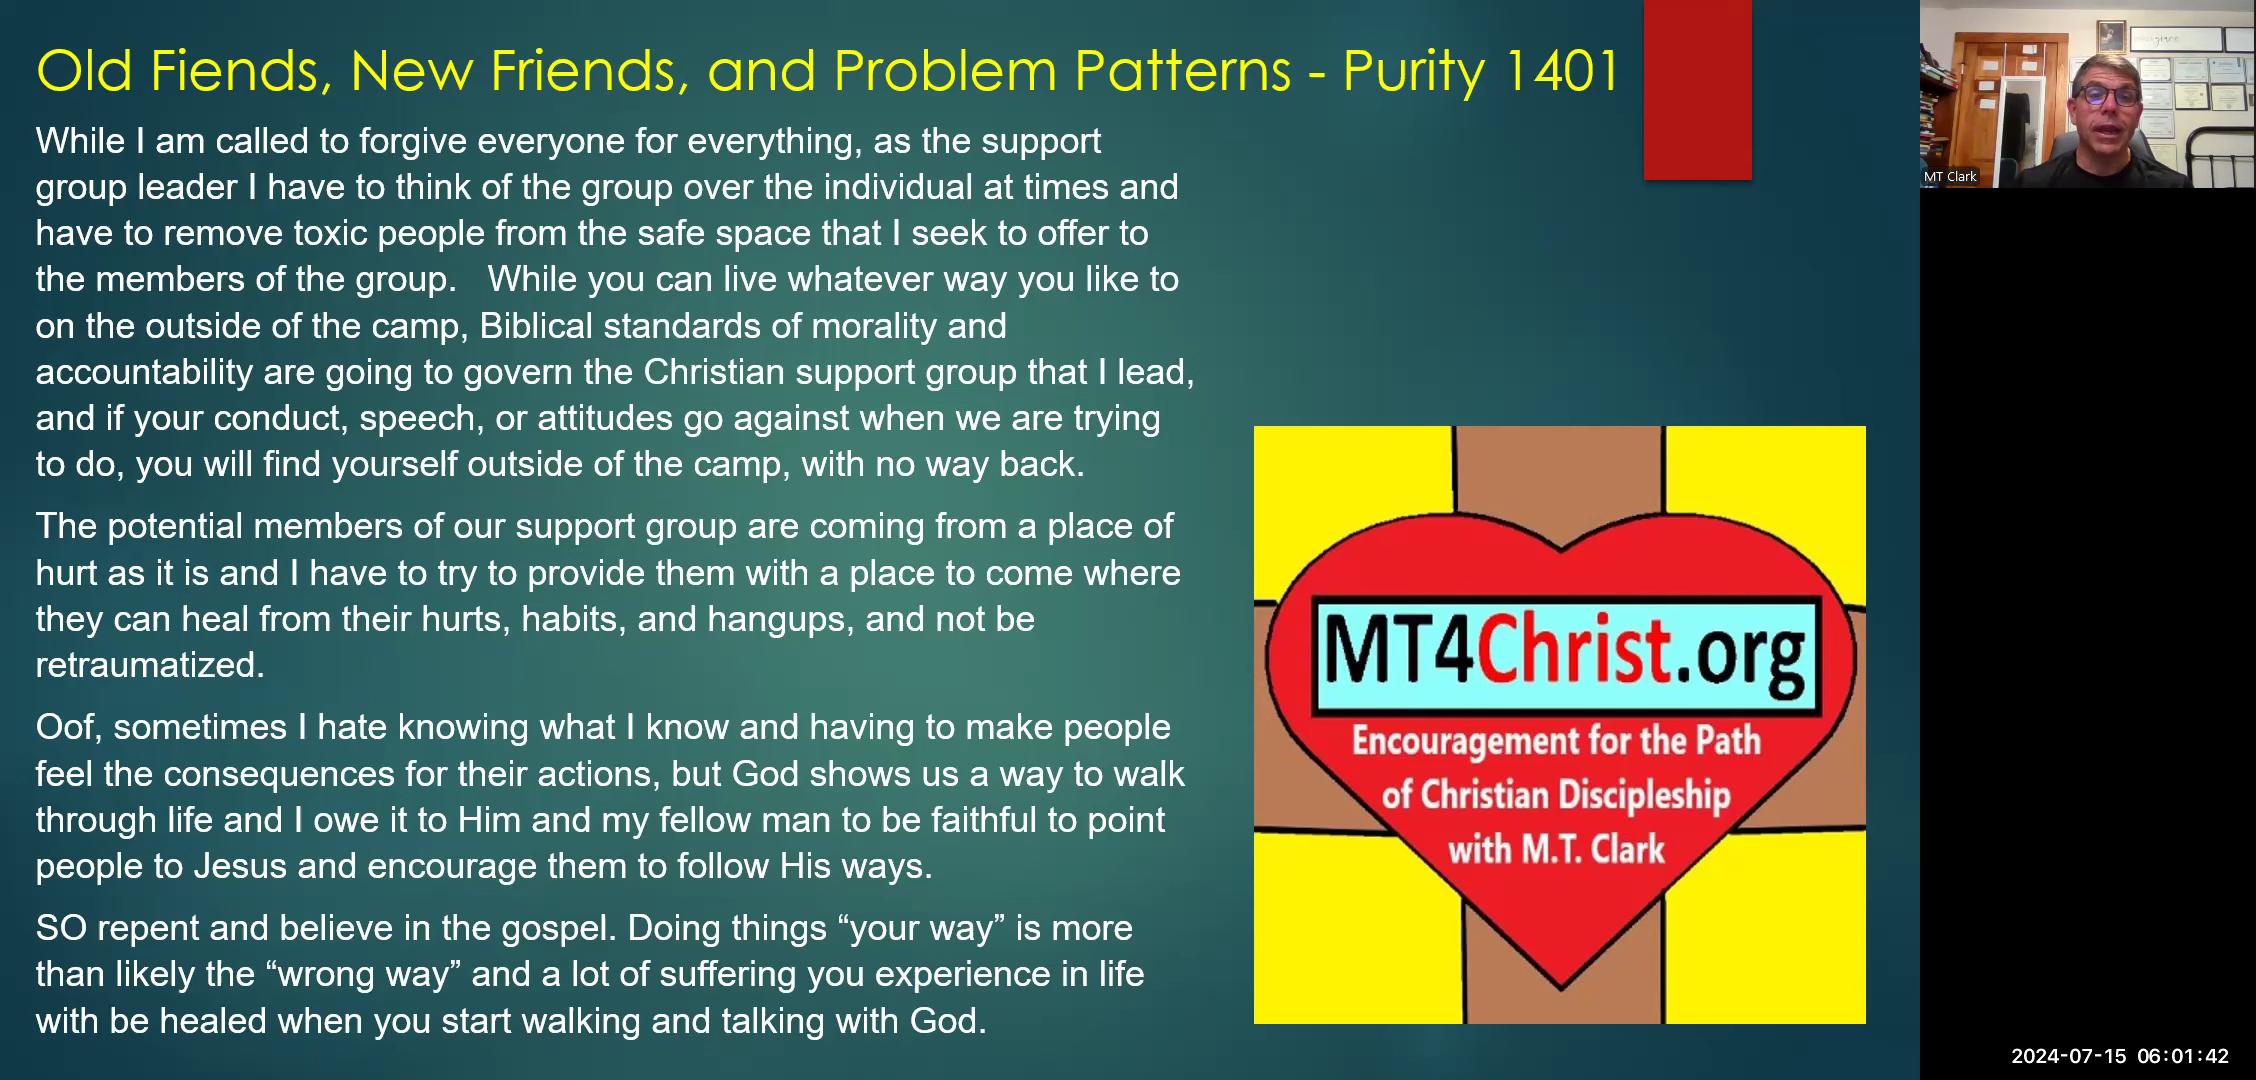 Old Fiends, New Friends, and Problem Patterns - Purity 1401
While I am called to forgive everyone for everything, as the support
group leader I have to think of the group over the individual at times and
have to remove toxic people from the safe space that I seek to offer to
the members of the group.   While you can live whatever way you like to
on the outside of the camp, Biblical standards of morality and
accountability are going to govern the Christian support group that I lead,
and if your conduct, speech, or attitudes go against when we are trying
to do, you will find yourself outside of the camp, with no way back.
The potential members of our support group are coming from a place of
hurt as it is and I have to try to provide them with a place to come where
they can heal from their hurts, habits, and hangups, and not be
retraumatized.
Oof, sometimes I hate knowing what I know and having to make people
feel the consequences for their actions, but God shows us a way to walk
through life and I owe it to Him and my fellow man to be faithful to point
people to Jesus and encourage them to follow His ways.
SO repent and believe in the gospel. Doing things “your way” is more
than likely the “wrong way” and a lot of suffering you experience in life
with be healed when you start walking and talking with God.
MT4Christ.org
Encouragement for the Path
of Christian Discipleship
with M.T. Clark
MT Clark
2024-07-15 06:01:42